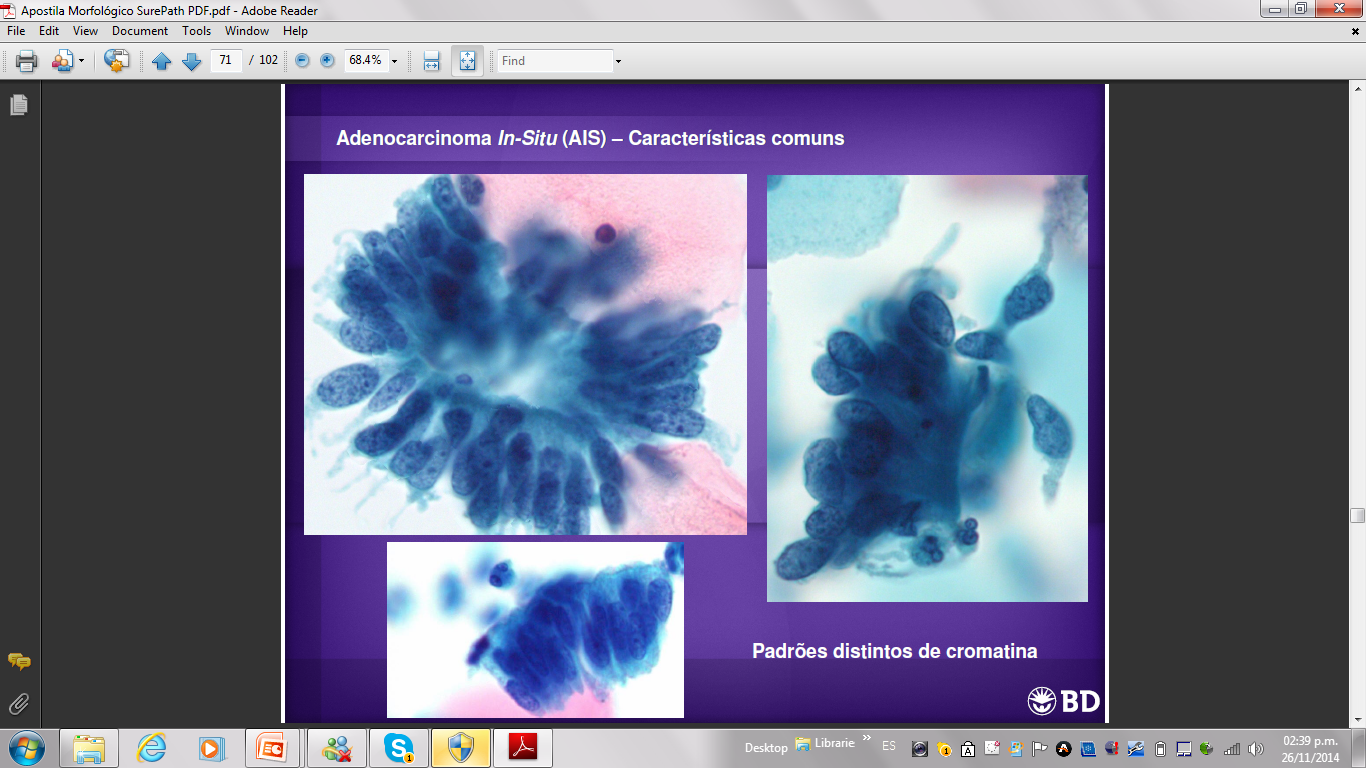 Apostila Morfológico SurePath PDF.pdf - Adobe Reader
File Edit View Document Tools Window Help
71 / 102 68.4% Find
Adenocarcinoma In-Situ (AIS) – Características comuns
Padrões distintos de cromatina
BD
Desktop Librarie ES 02:39 p.m.
26/11/2014